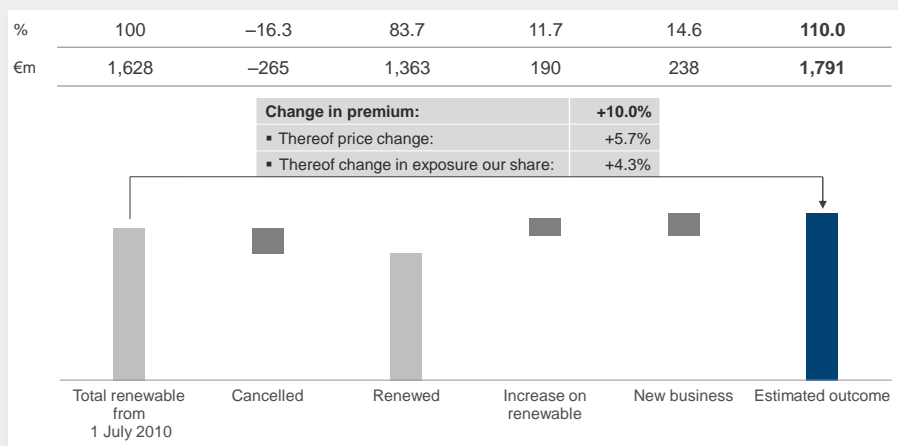 % 100 –16.3 83.7 11.7 14.6 110.0
€m 1,628 –265 1,363 190 238 1,791
Change in premium: +10.0%
▪ Thereof price change: +5.7%
▪ Thereof change in exposure our share: +4.3%
Total renewable from 1 July 2010
Cancelled
Renewed
Increase on renewable
New business
Estimated outcome